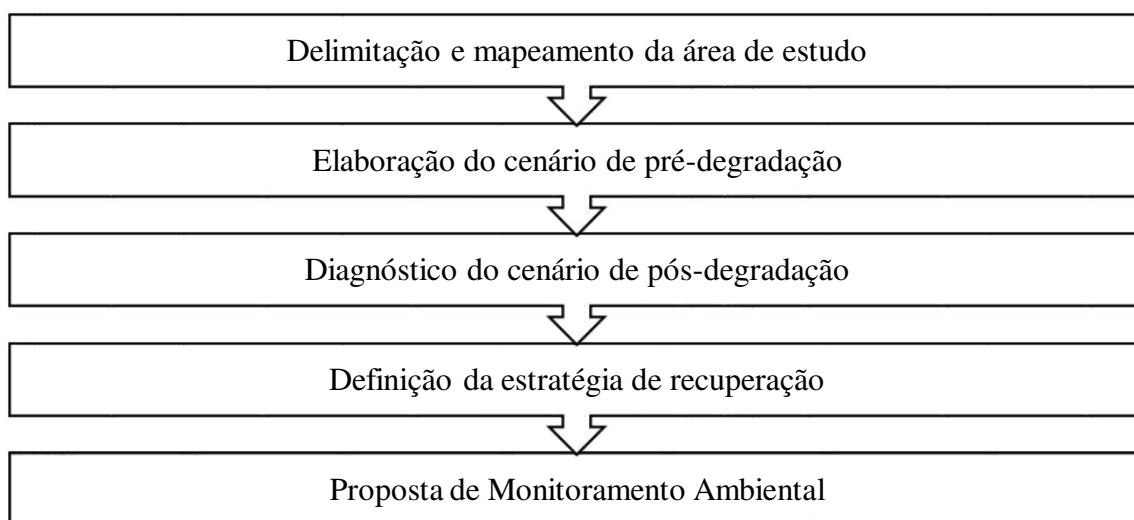 Delimitação e mapeamento da área de estudo
Elaboração do cenário de pré-degradação
Diagnóstico do cenário de pós-degradação
Definição da estratégia de recuperação
Proposta de Monitoramento Ambiental